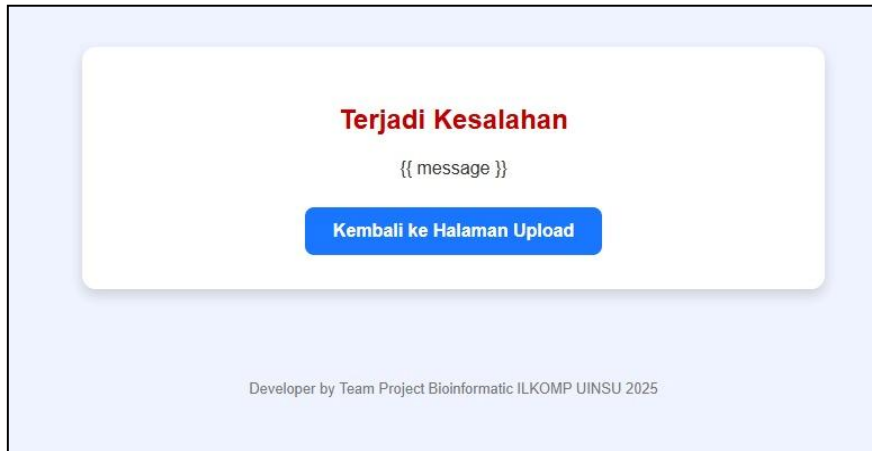 Terjadi Kesalahan
{{ message }}
Kembali ke Halaman Upload
Developer by Team Project Bioinformatic ILKOMP UINSU 2025